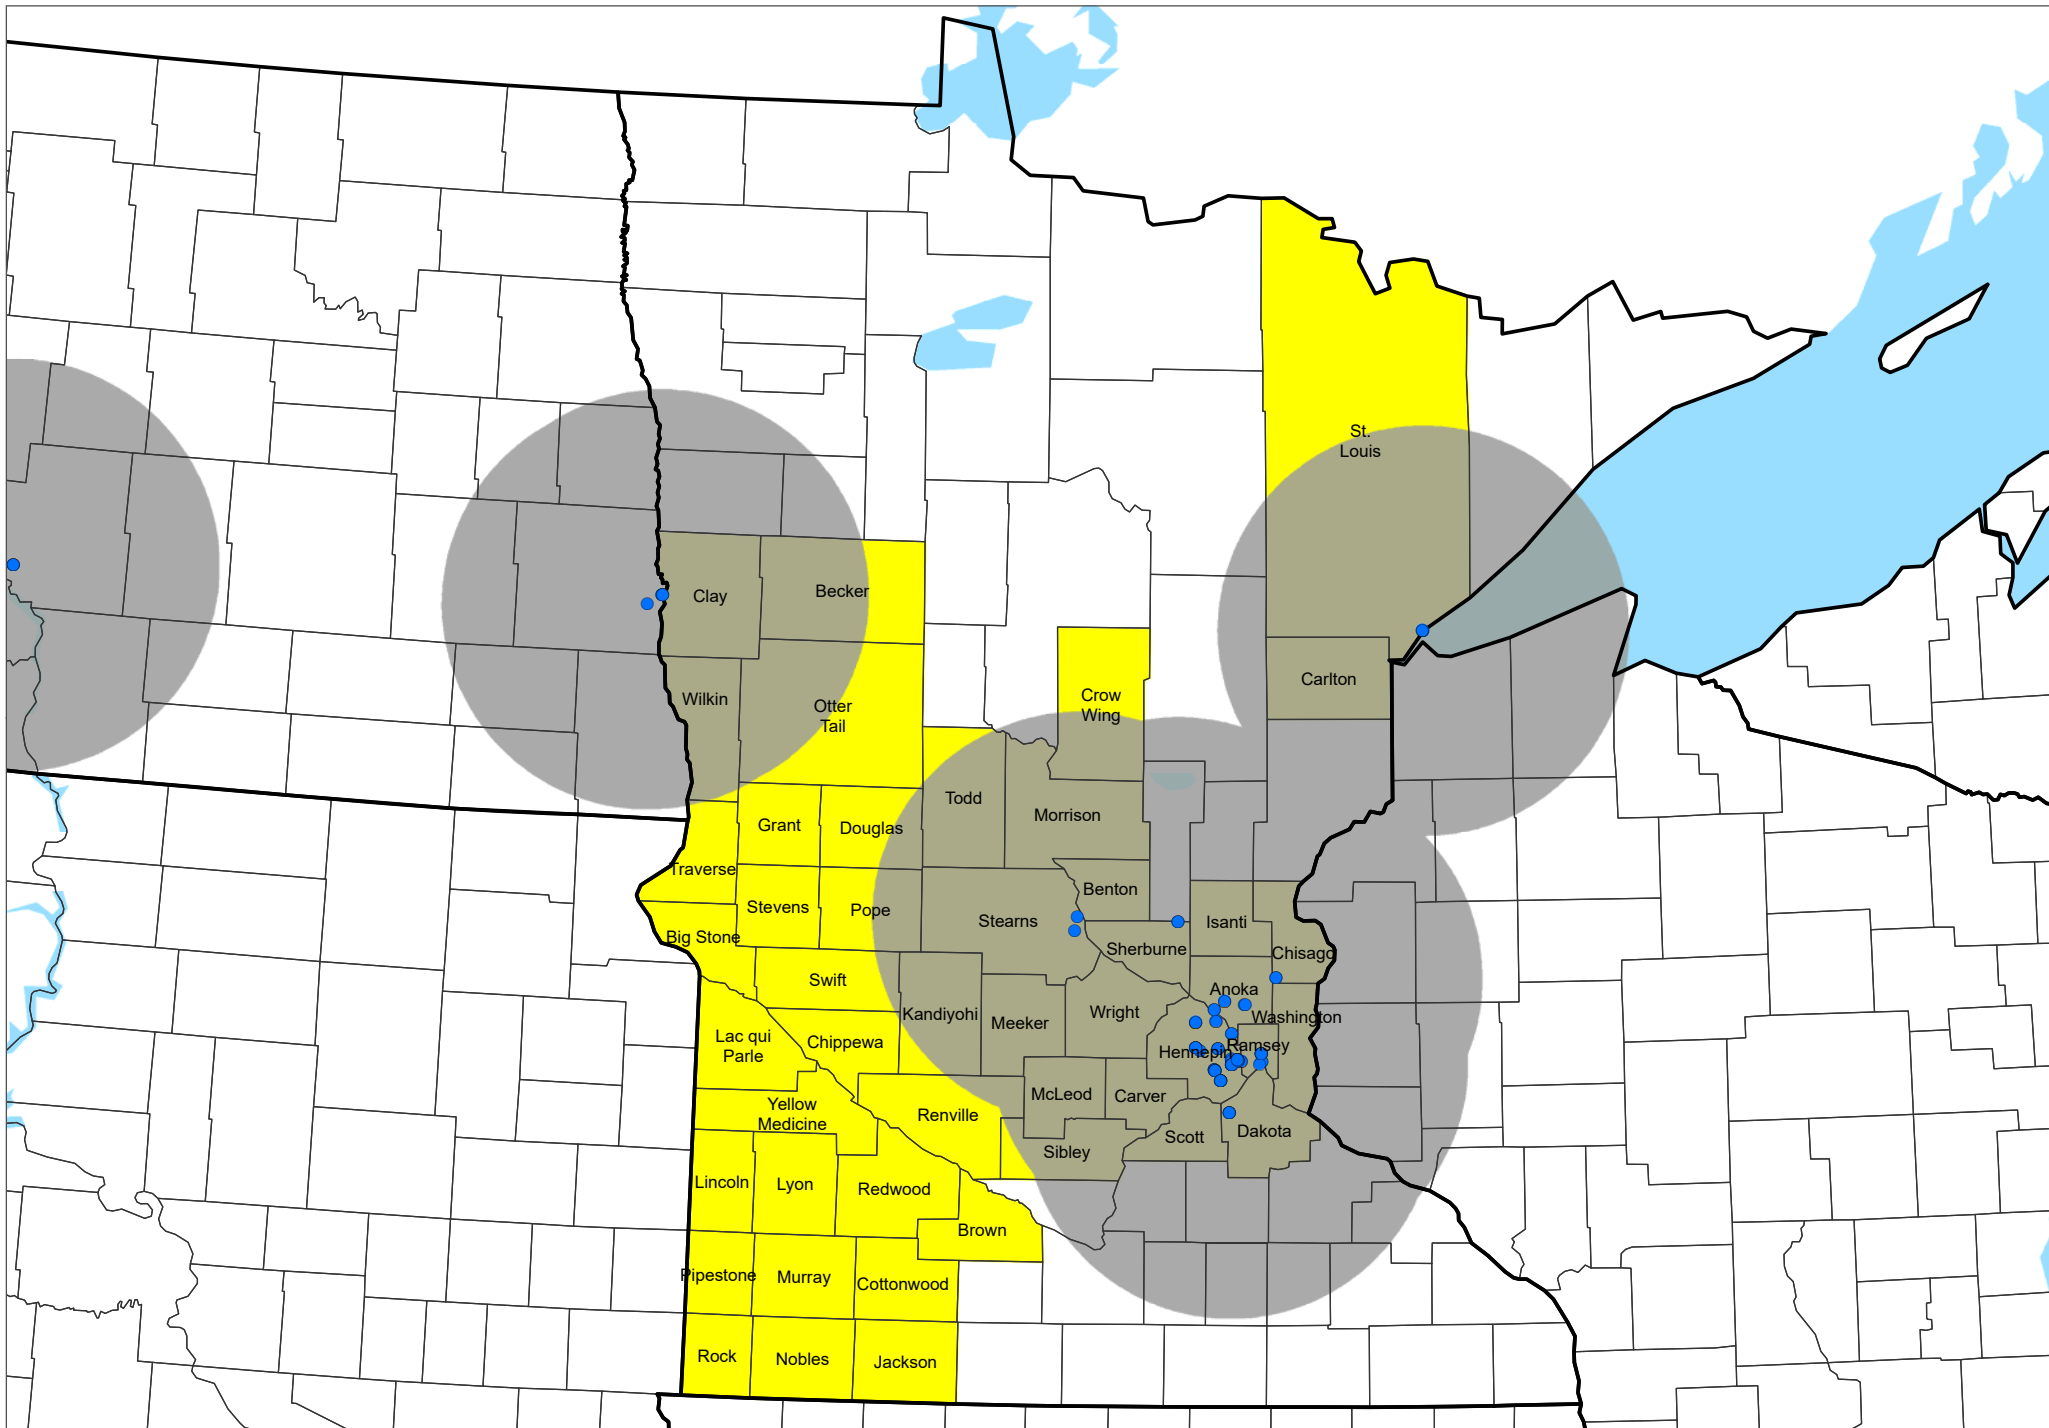 St.
Louis
Clay
Becker
Carlton
Wilkin
Crow
Wing
Otter
Tail
Todd
Morrison
Grant
Douglas
Traverse
Benton
Stevens
Pope
Stearns
Isanti
Big Stone
Sherburne
Chisago
Swift
Anoka
Kandiyohi
Meeker
Wright
Washington
Lac qui
Parle
Chippewa
Hennepin
Ramsey
McLeod
Carver
Yellow
Medicine
Renville
Scott
Dakota
Sibley
Lincoln
Lyon
Redwood
Brown
Pipestone
Murray
Cottonwood
Rock
Nobles
Jackson